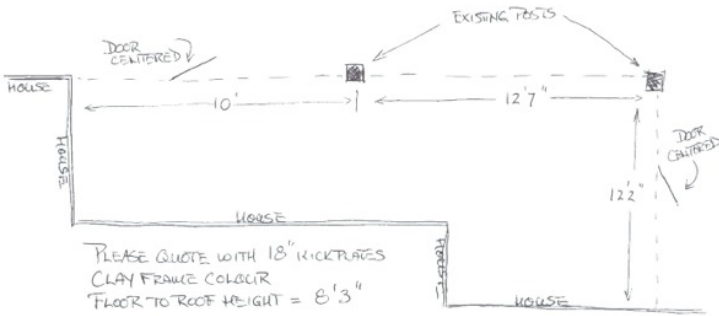 EXISTING POSTS
DOOR
CENTERED
HOUSE
10'
12'7"
HOUSE
DOOR
CENTERED
12'2"
HOUSE
HOUSE
PLEASE QUOTE WITH 18" KICKPLATES
CLAY FRAME COLOUR
FLOOR TO ROOF HEIGHT = 8'3"
HOUSE